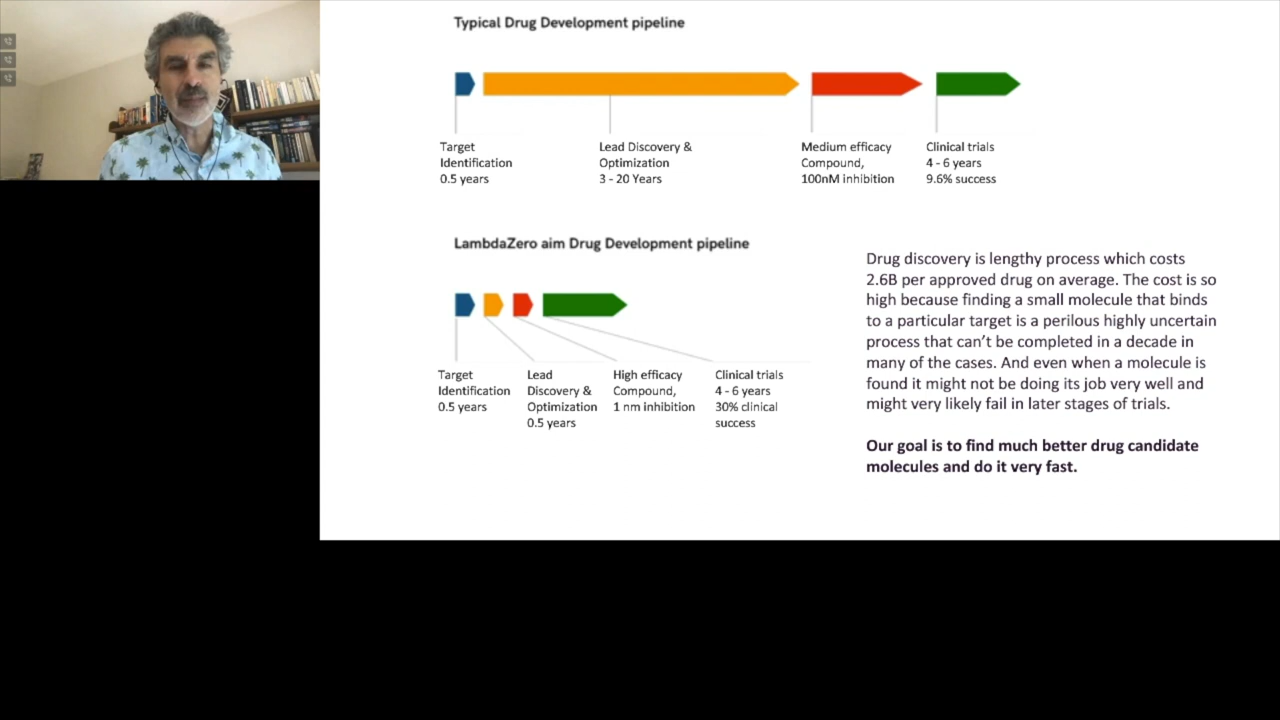 Typical Drug Development pipeline
Target
Identification
0.5 years
Lead Discovery &
Optimization
3 - 20 Years
Medium efficacy
Compound,
100nM inhibition
Clinical trials
4 - 6 years
9.6% success
LambdaZero aim Drug Development pipeline
Target
Identification
0.5 years
Lead
Discovery &
Optimization
0.5 years
High efficacy
Compound,
1 nm inhibition
Clinical trials
4 - 6 years
30% clinical
success
Drug discovery is lengthy process which costs
2.6B per approved drug on average. The cost is so
high because finding a small molecule that binds
to a particular target is a perilous highly uncertain
process that can’t be completed in a decade in
many of the cases. And even when a molecule is
found it might not be doing its job very well and
might very likely fail in later stages of trials.
Our goal is to find much better drug candidate
molecules and do it very fast.